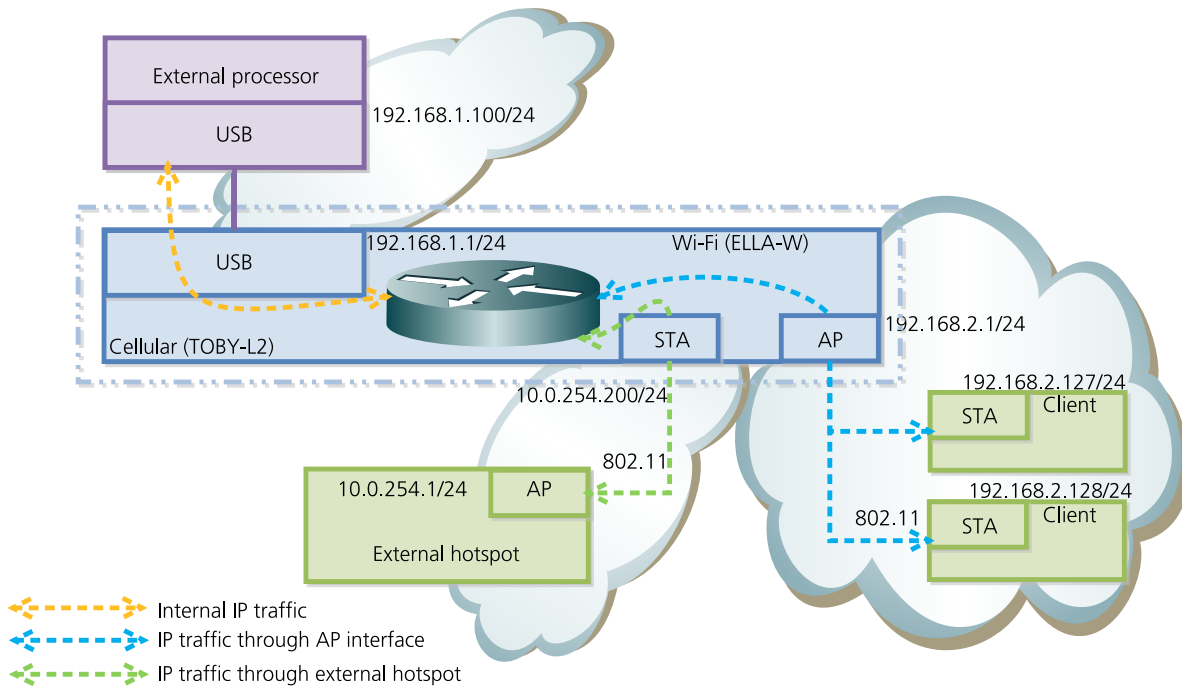 External processor
USB
192.168.1.100/24
USB
192.168.1.1/24
Wi-Fi (ELLA-W)
Cellular (TOBY-L2)
STA
AP
192.168.2.1/24
10.0.254.200/24
192.168.2.127/24
STA
Client
802.11
10.0.254.1/24
AP
External hotspot
192.168.2.128/24
802.11
STA
Client
Internal IP traffic
IP traffic through AP interface
IP traffic through external hotspot